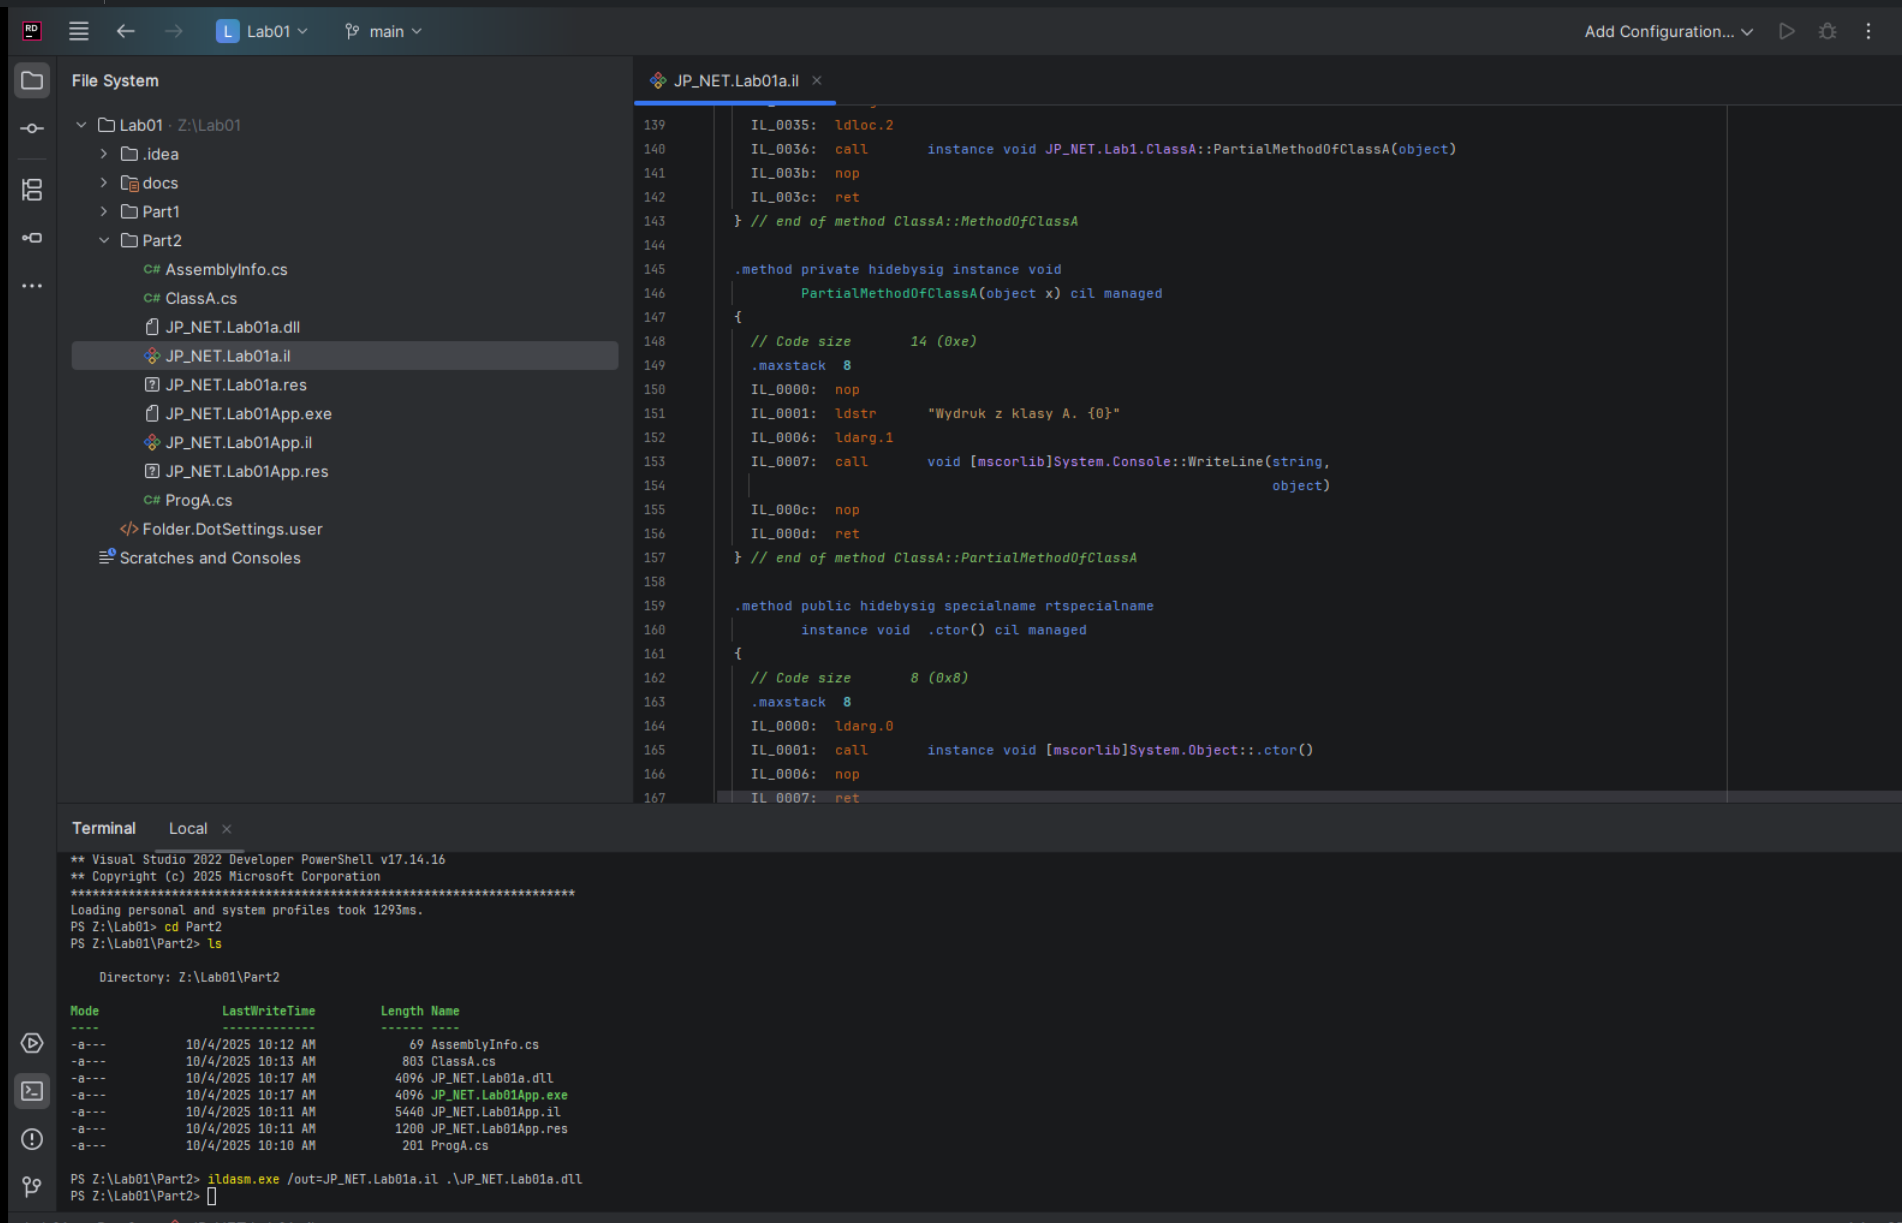 RD
L Lab01 main Add Configuration...
File System
JP_NET.Lab01a.il
Lab01 · Z:\Lab01
.idea
docs
Part1
Part2
C# AssemblyInfo.cs
C# ClassA.cs
JP_NET.Lab01a.dll
JP_NET.Lab01a.il
JP_NET.Lab01a.res
JP_NET.Lab01App.exe
JP_NET.Lab01App.il
JP_NET.Lab01App.res
C# ProgA.cs
</> Folder.DotSettings.user
Scratches and Consoles
139 IL_0035: ldloc.2
140 IL_0036: call instance void JP_NET.Lab1.ClassA::PartialMethodOfClassA(object)
141 IL_003b: nop
142 IL_003c: ret
143 } // end of method ClassA::MethodOfClassA
144
145 .method private hidebysig instance void
146 PartialMethodOfClassA(object x) cil managed
147 {
148 // Code size 14 (0xe)
149 .maxstack 8
150 IL_0000: nop
151 IL_0001: ldstr "Wydruk z klasy A. {0}"
152 IL_0006: ldarg.1
153 IL_0007: call void [mscorlib]System.Console::WriteLine(string,
154 object)
155 IL_000c: nop
156 IL_000d: ret
157 } // end of method ClassA::PartialMethodOfClassA
158
159 .method public hidebysig specialname rtspecialname
160 instance void .ctor() cil managed
161 {
162 // Code size 8 (0x8)
163 .maxstack 8
164 IL_0000: ldarg.0
165 IL_0001: call instance void [mscorlib]System.Object::.ctor()
166 IL_0006: nop
167 IL_0007: ret
Terminal Local
** Visual Studio 2022 Developer PowerShell v17.14.16
** Copyright (c) 2025 Microsoft Corporation
**********************************************************************
Loading personal and system profiles took 1293ms.
PS Z:\Lab01> cd Part2
PS Z:\Lab01\Part2> ls
Directory: Z:\Lab01\Part2
Mode LastWriteTime Length Name
---- ------------- ------ ----
-a--- 10/4/2025 10:12 AM 69 AssemblyInfo.cs
-a--- 10/4/2025 10:13 AM 803 ClassA.cs
-a--- 10/4/2025 10:17 AM 4096 JP_NET.Lab01a.dll
-a--- 10/4/2025 10:17 AM 4096 JP_NET.Lab01App.exe
-a--- 10/4/2025 10:11 AM 5440 JP_NET.Lab01App.il
-a--- 10/4/2025 10:11 AM 1200 JP_NET.Lab01App.res
-a--- 10/4/2025 10:10 AM 201 ProgA.cs
PS Z:\Lab01\Part2> ildasm.exe /out=JP_NET.Lab01a.il .\JP_NET.Lab01a.dll
PS Z:\Lab01\Part2>